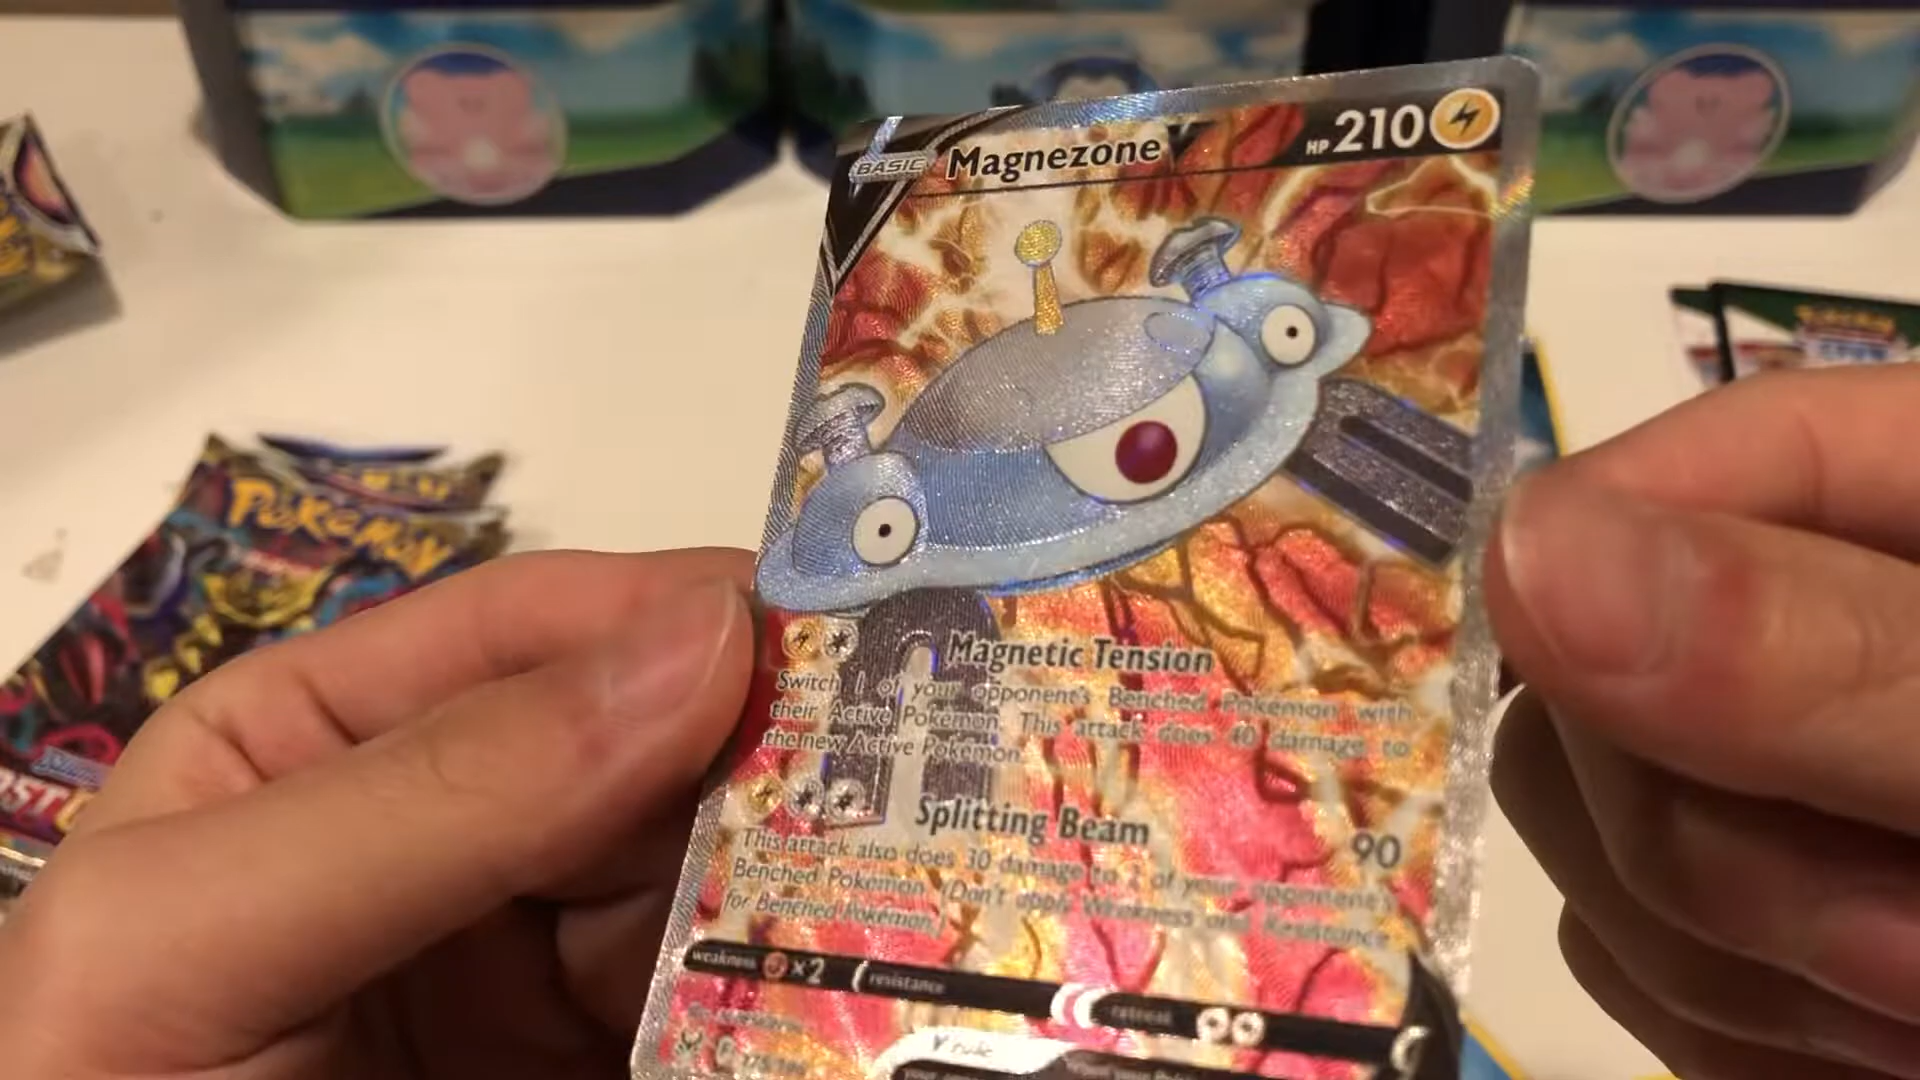 BASIC Magnezone V HP 210
Magnetic Tension
Switch 1 of your opponent's Benched Pokémon with
their Active Pokémon. This attack does 40 damage to
the new Active Pokémon.
Splitting Beam 90
This attack also does 30 damage to 2 of your opponent's
Benched Pokémon. (Don't apply Weakness and Resistance
for Benched Pokémon.)
weakness ×2 resistance retreat
V rule
POKÉMON